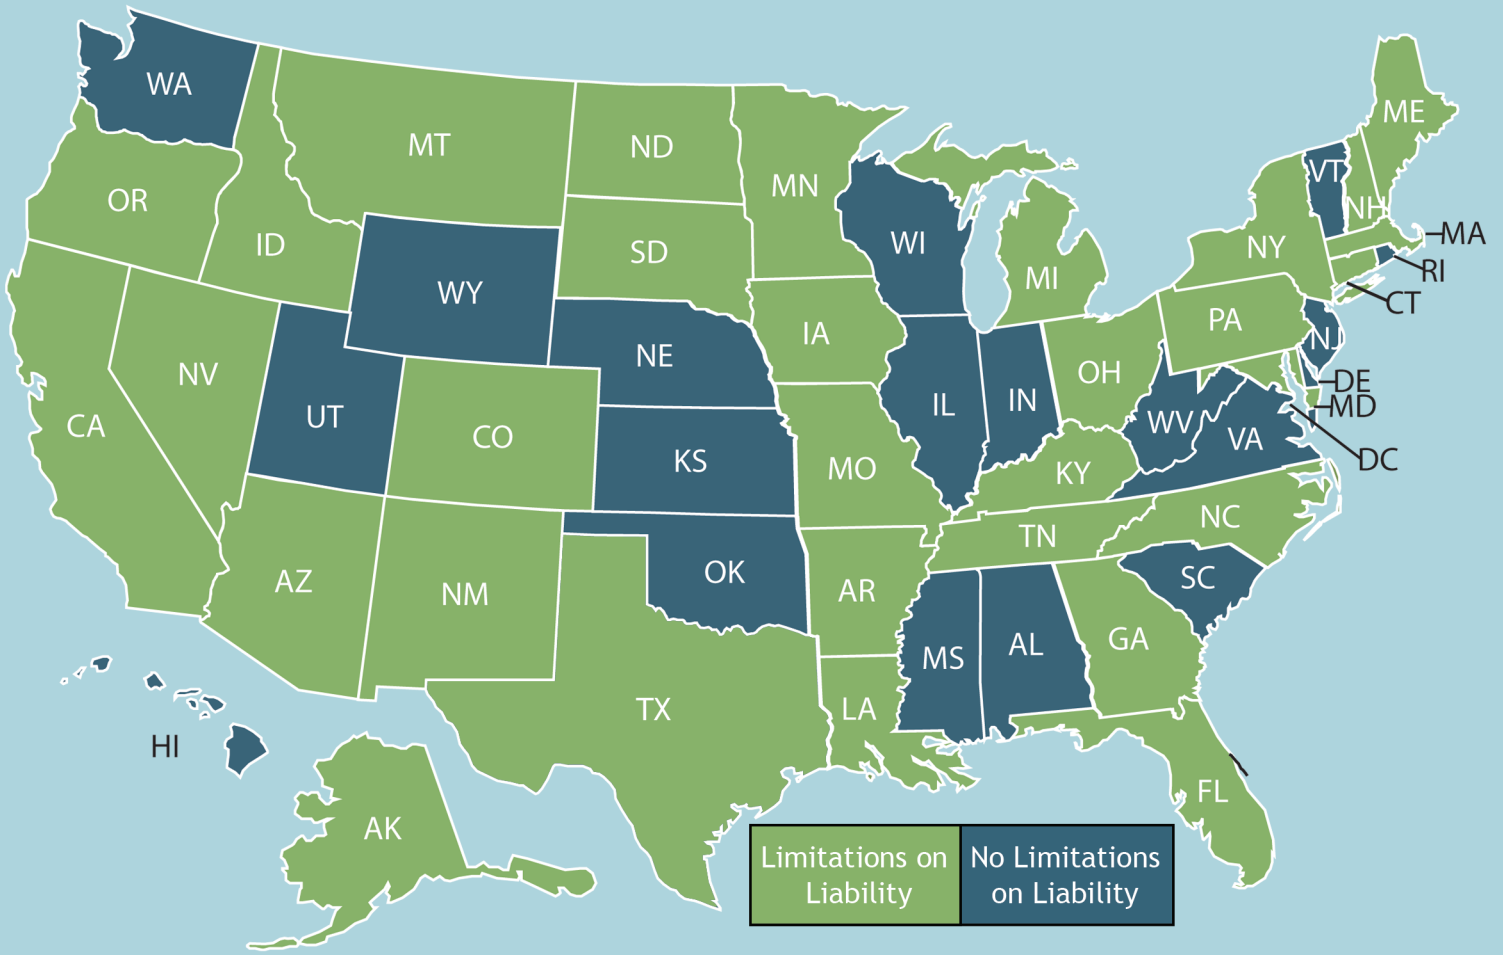 WA
MT
ND
MN
ME
VT
NH
OR
ID
SD
WI
MI
NY
MA
RI
CT
WY
IA
PA
NJ
NE
NV
UT
CO
CA
IL
IN
OH
DE
MD
WV
VA
DC
KS
MO
KY
NC
TN
AZ
NM
OK
AR
SC
MS
AL
GA
TX
LA
HI
FL
AK
Limitations on
Liability
No Limitations
on Liability